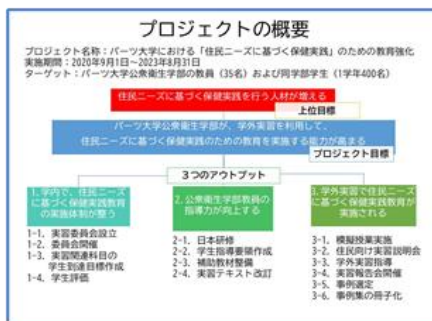 プロジェクトの概要
プロジェクト名称：パーツ大学における「住民ニーズに基づく保健実践」のための教育強化
実施期間：2020年9月1日～2023年8月31日
ターゲット：パーツ大学公衆衛生学部の教員（35名）および同学部学生（1学年400名）
住民ニーズに基づく保健実践を行う人材が増える
上位目標
パーツ大学公衆衛生学部が、学外実習を利用して、
住民ニーズに基づく保健実践のための教育を実施する能力が高まる
プロジェクト目標
３つのアウトプット
1. 学内で、住民ニーズ
に基づく保健実践教育
の実施体制が整う
1-1. 実習委員会設立
1-2. 委員会開催
1-3. 実習関連科目の
学生到達目標作成
1-4. 学生評価
2. 公衆衛生学部教員の
指導力が向上する
2-1. 日本研修
2-2. 学生指導要領作成
2-3. 補助教材整備
2-4. 実習テキスト改訂
3. 学外実習で住民ニーズ
に基づく保健実践教育が
実施される
3-1. 模擬授業実施
3-2. 住民向け実習説明会
3-3. 学外実習指導
3-4. 実習報告会開催
3-5. 事例選定
3-6. 事例集の冊子化